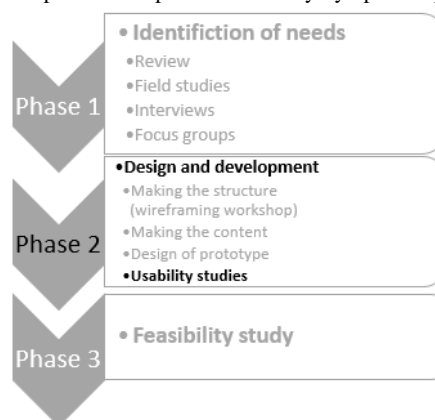 Phase 1
• Identifiction of needs
•Review
•Field studies
•Interviews
•Focus groups
Phase 2
•Design and development
•Making the structure
(wireframing workshop)
•Making the content
•Design of prototype
•Usability studies
Phase 3
• Feasibility study